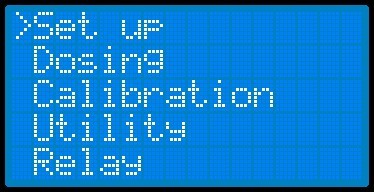 >Set up
Dosing
Calibration
Utility
Relay